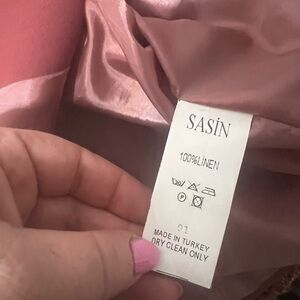 SASİN
100%LINEN
P
01
MADE IN TURKEY
DRY CLEAN ONLY